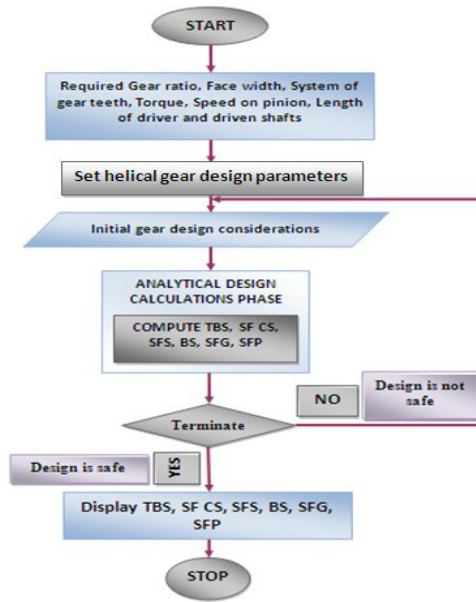 START
Required Gear ratio, Face width, System of
gear teeth, Torque, Speed on pinion, Length
of driver and driven shafts
Set helical gear design parameters
Initial gear design considerations
ANALYTICAL DESIGN
CALCULATIONS PHASE
COMPUTE TBS, SF CS,
SFS, BS, SFG, SFP
Terminate
NO
Design is not
safe
Design is safe
YES
Display TBS, SF CS, SFS, BS, SFG,
SFP
STOP